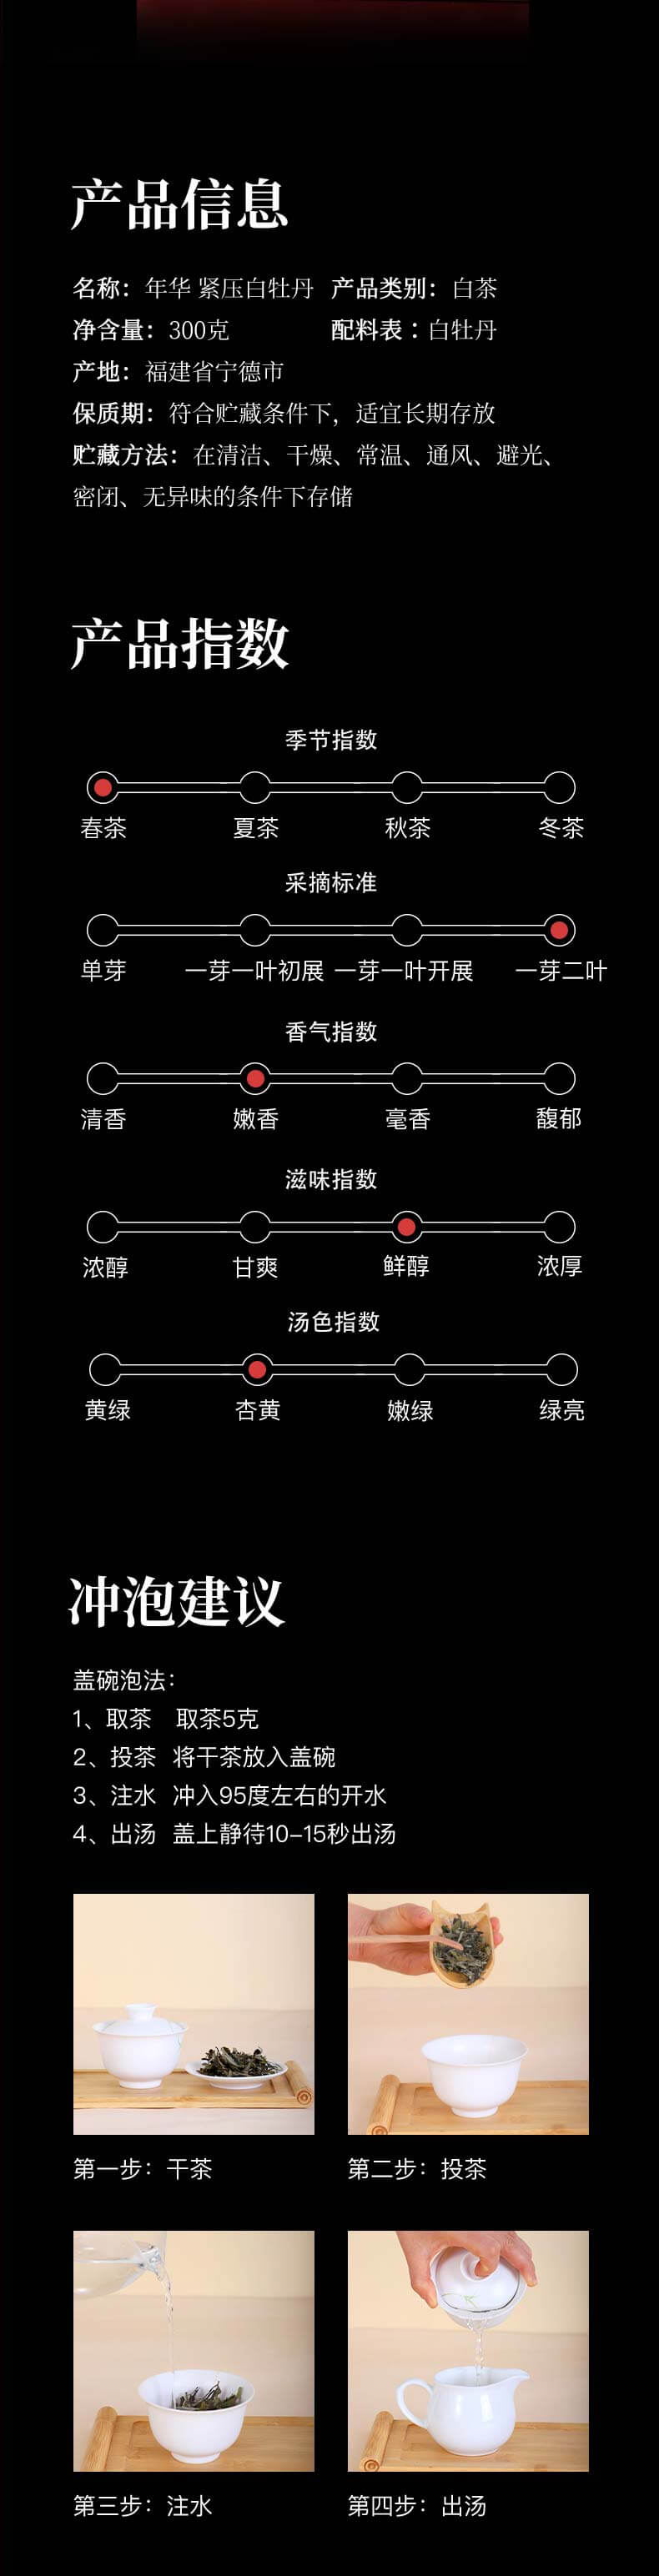 产品信息
名称：年华 紧压白牡丹 产品类别：白茶
净含量：300克 配料表：白牡丹
产地：福建省宁德市
保质期：符合贮藏条件下，适宜长期存放
贮藏方法：在清洁、干燥、常温、通风、避光、
密闭、无异味的条件下存储
产品指数
季节指数
春茶 夏茶 秋茶 冬茶
采摘标准
单芽 一芽一叶初展 一芽一叶开展 一芽二叶
香气指数
清香 嫩香 毫香 馥郁
滋味指数
浓醇 甘爽 鲜醇 浓厚
汤色指数
黄绿 杏黄 嫩绿 绿亮
冲泡建议
盖碗泡法：
1、取茶 取茶5克
2、投茶 将干茶放入盖碗
3、注水 冲入95度左右的开水
4、出汤 盖上静待10-15秒出汤
第一步：干茶 第二步：投茶
第三步：注水 第四步：出汤